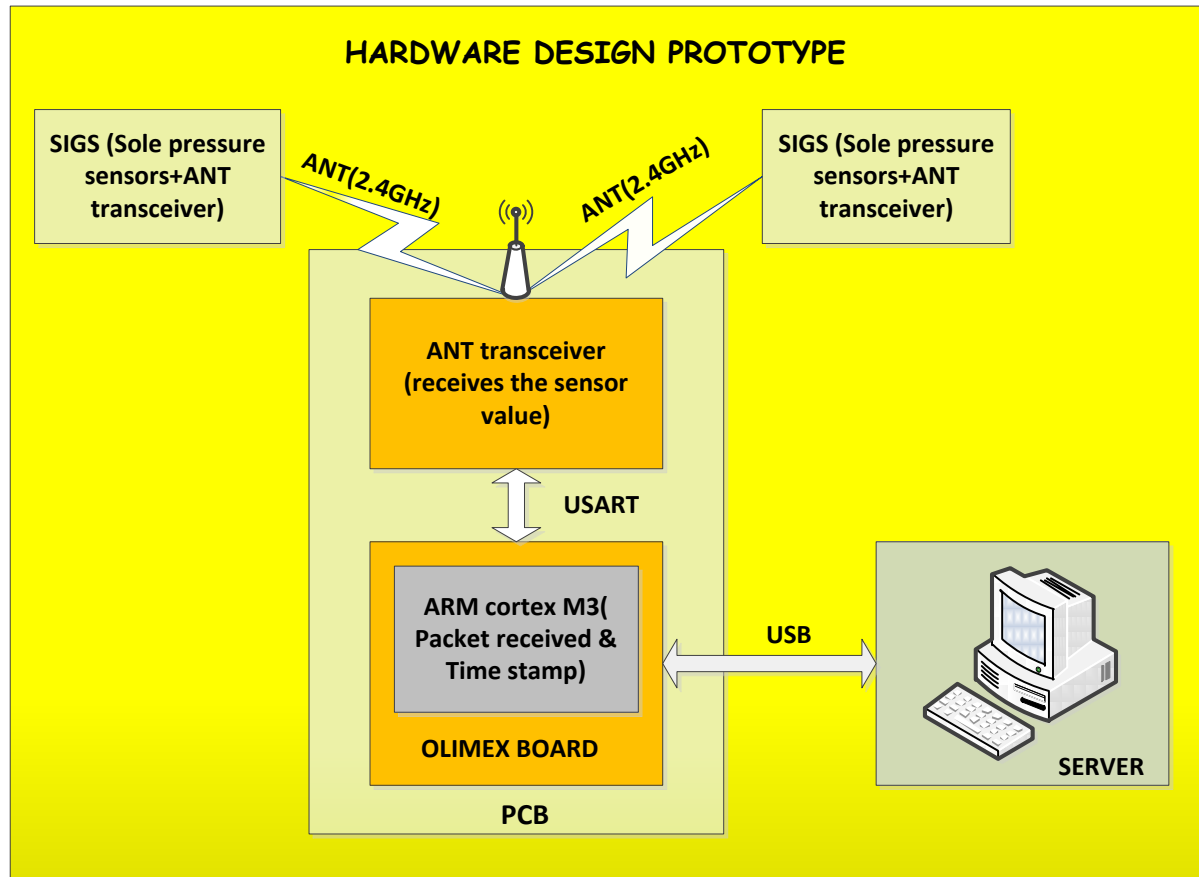 HARDWARE DESIGN PROTOTYPE
SIGS (Sole pressure
sensors+ANT
transceiver)
ANT(2.4GHz)
ANT(2.4GHz)
SIGS (Sole pressure
sensors+ANT
transceiver)
ANT transceiver
(receives the sensor
value)
USART
ARM cortex M3(
Packet received &
Time stamp)
OLIMEX BOARD
PCB
USB
SERVER